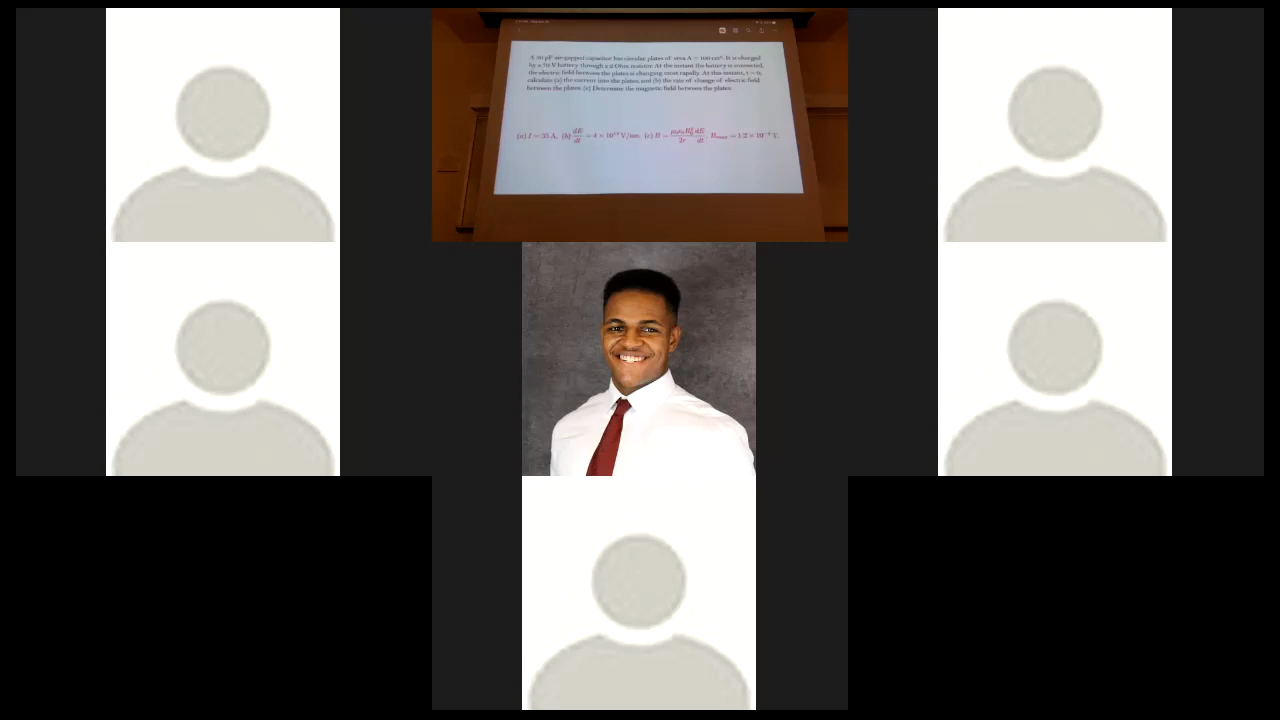 A 30 pF air-gapped capacitor has circular plates of area A = 100 cm². It is charged
by a 70 V battery through a 2 Ohm resistor. At the instant the battery is connected,
the electric field between the plates is changing most rapidly. At this instant, t = 0,
calculate (a) the current into the plates, and (b) the rate of change of electric field
between the plates. (c) Determine the magnetic field between the plates.
(a) I = 35 A, (b) dE/dt = 4 × 10¹⁴ V/ms, (c) B = μ₀ε₀R₀²/2r dE/dt, Bmax = 1.2 × 10⁻⁴ T.